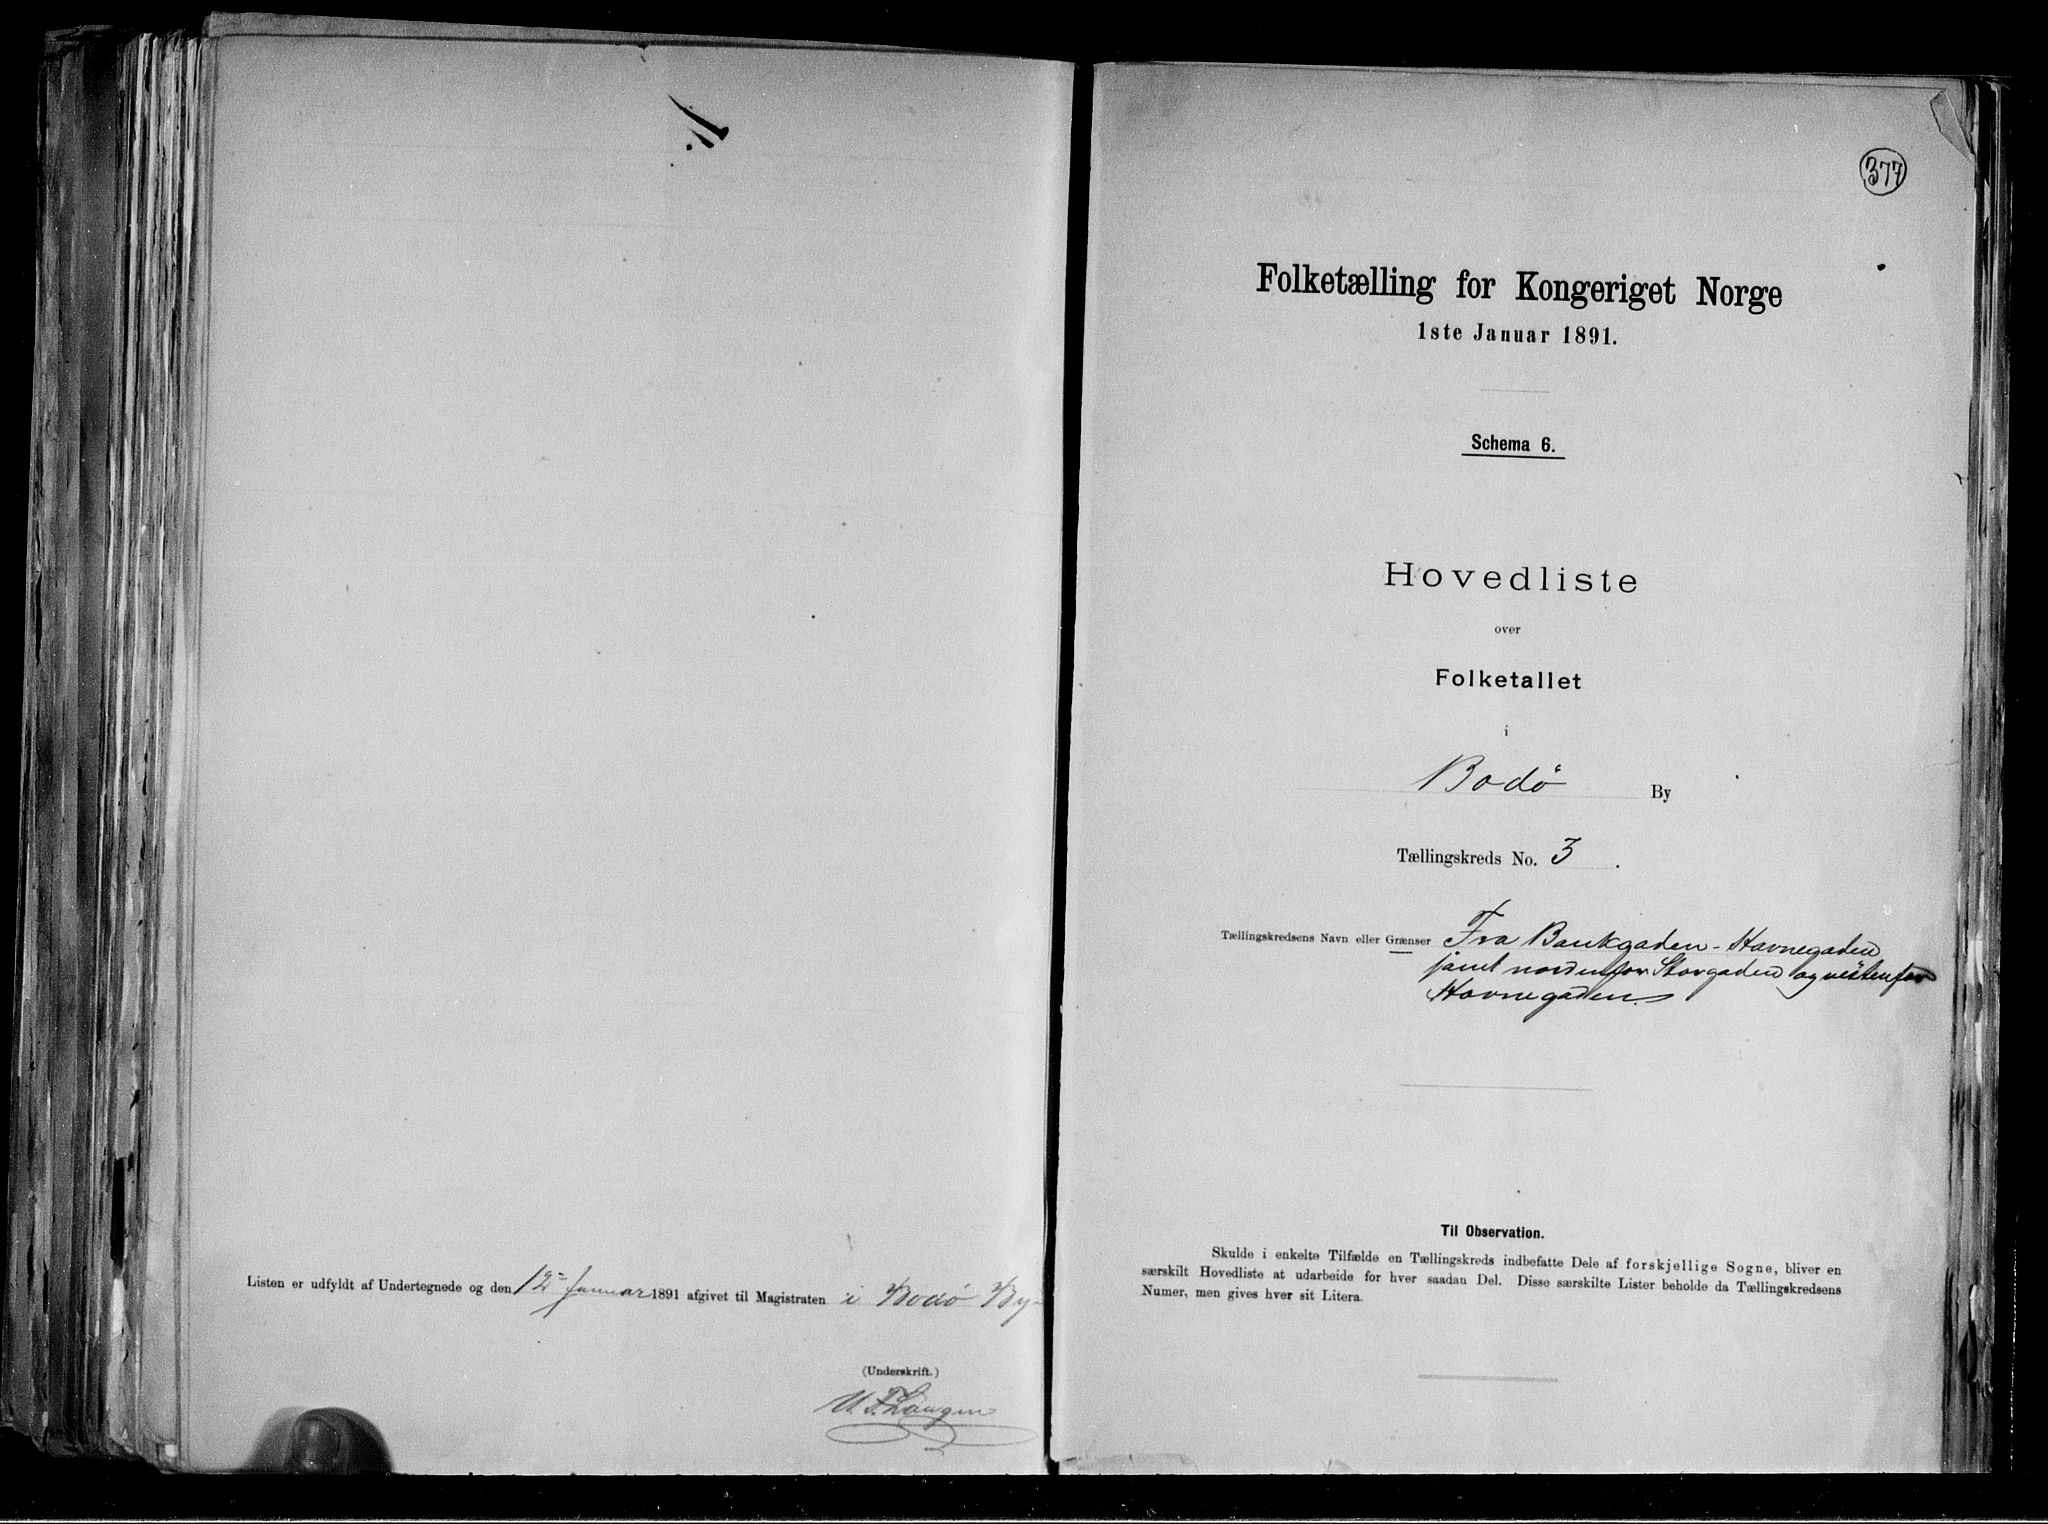 Listen er udfyldt af Undertegnede og den 12- Januar 1891 afgivet til Magistraten i Bodø By
(Underskrift.)
377
Folketælling for Kongeriget Norge
1ste Januar 1891.
Schema 6.
Hovedliste
over
Folketallet
i
Bodø By
Tællingskreds No. 3.
Tællingskredsens Navn eller Grænser Fra Bankgaden - Havnegaden
samt nordenfor Storgaden og vestenfor
Havnegaden.
Til Observation.
Skulde i enkelte Tilfælde en Tællingskreds indbefatte Dele af forskjellige Sogne, bliver en
særskilt Hovedliste at udarbeide for hver saadan Del. Disse særskilte Lister beholde da Tællingskredsens
Numer, men gives hver sit Litera.